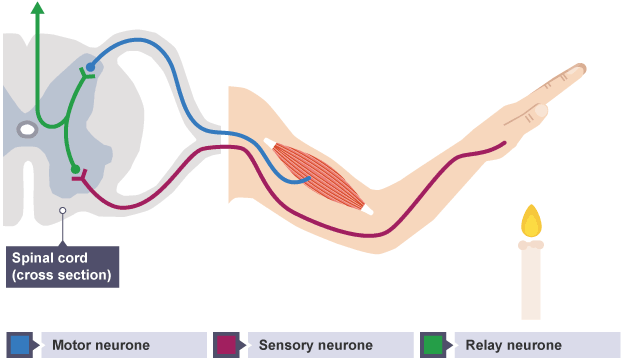 Spinal cord
(cross section)
Motor neurone
Sensory neurone
Relay neurone